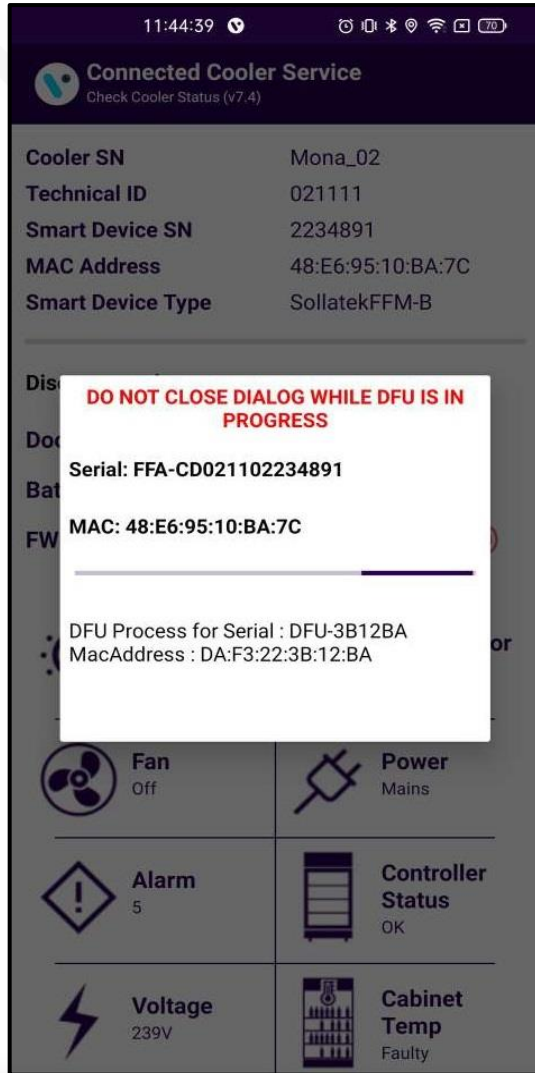 11:44:39
70
Connected Cooler Service
Check Cooler Status (v7.4)
Cooler SN Mona_02
Technical ID 021111
Smart Device SN 2234891
MAC Address 48:E6:95:10:BA:7C
Smart Device Type SollatekFFM-B
DO NOT CLOSE DIALOG WHILE DFU IS IN
PROGRESS
Serial: FFA-CD021102234891
MAC: 48:E6:95:10:BA:7C
FW
DFU Process for Serial : DFU-3B12BA
MacAddress : DA:F3:22:3B:12:BA
Fan
Off
Power
Mains
Alarm
5
Controller
Status
OK
Voltage
239V
Cabinet
Temp
Faulty